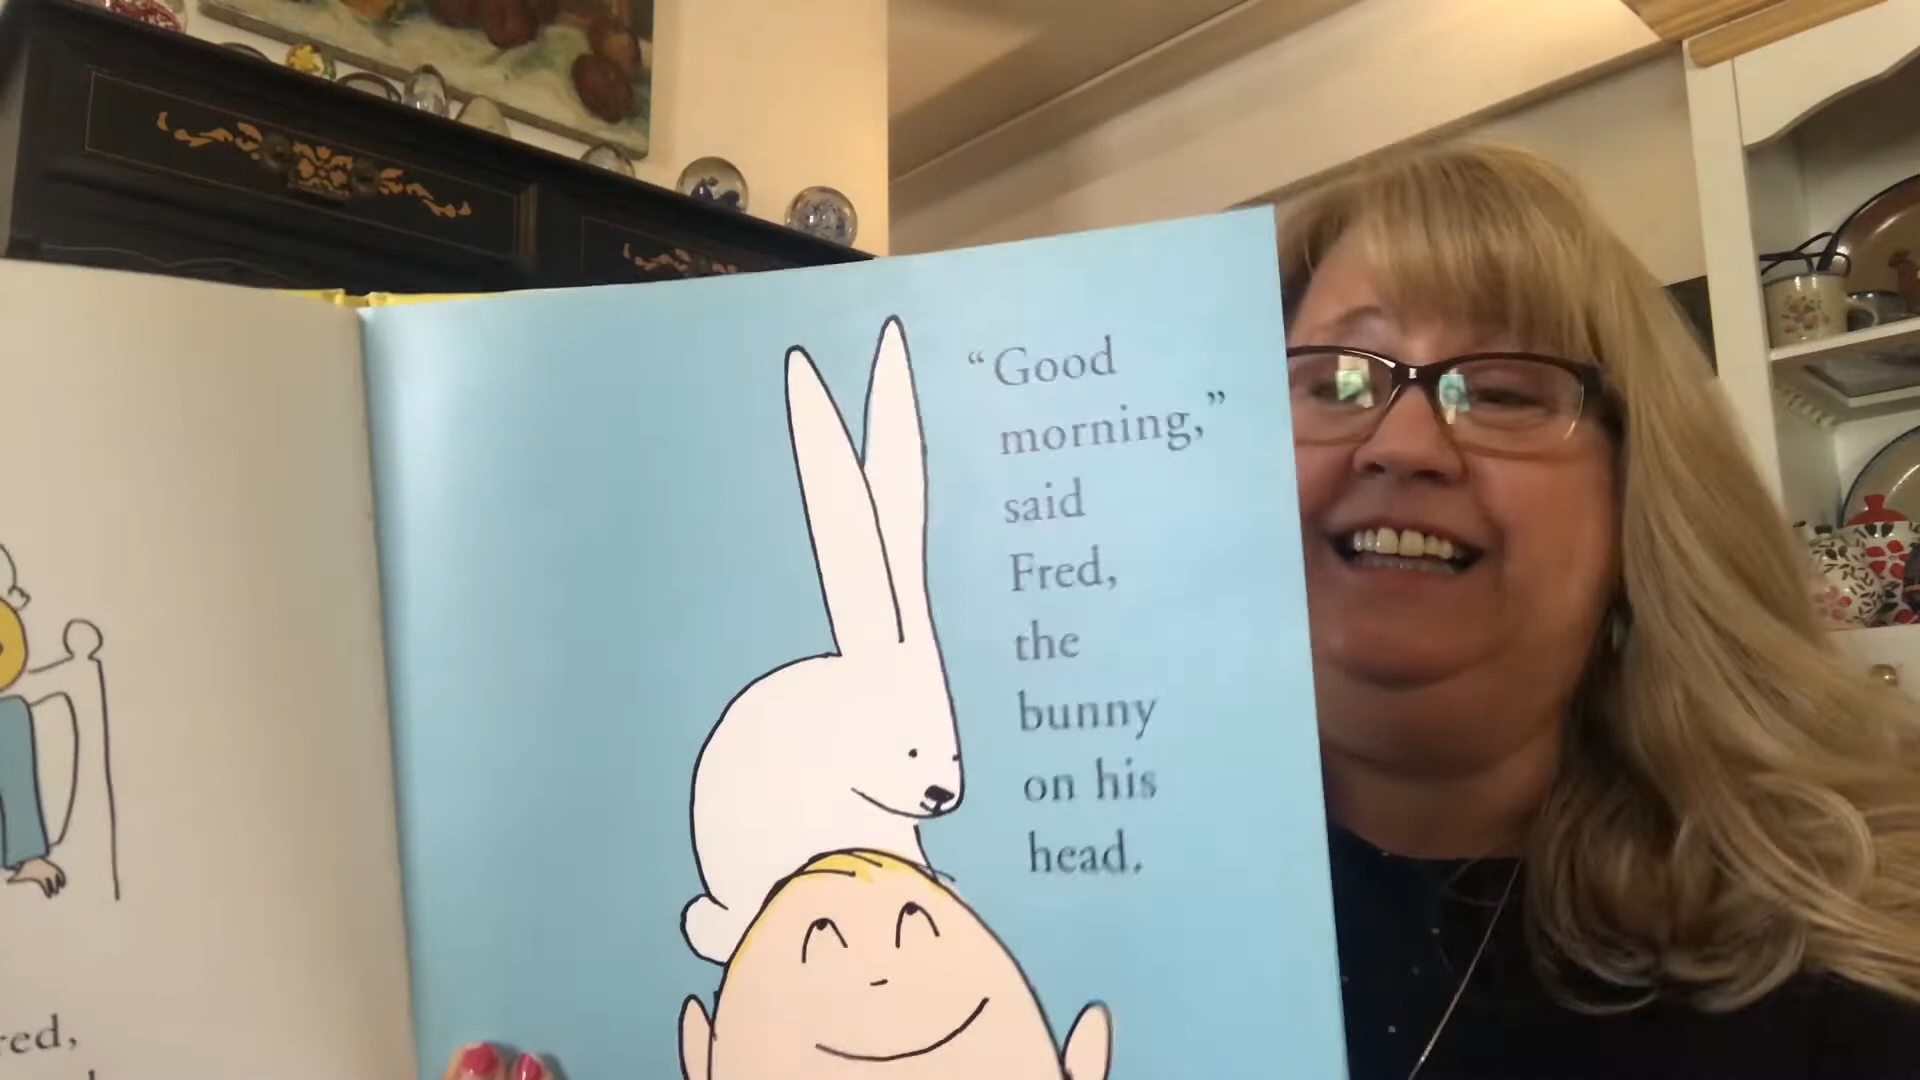 “Good
morning,”
said
Fred,
the
bunny
on his
head.